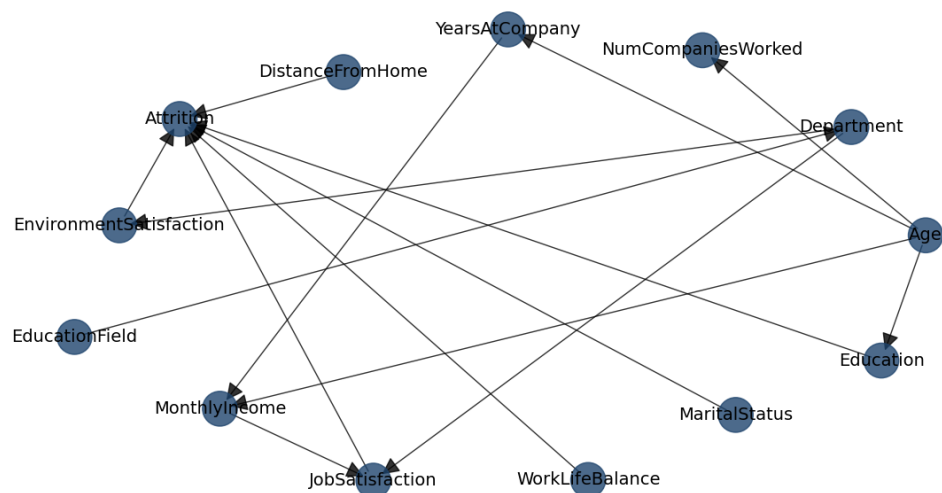 YearsAtCompany
NumCompaniesWorked
DistanceFromHome
Attrition
Department
EnvironmentSatisfaction
Age
EducationField
Education
MonthlyIncome
MaritalStatus
JobSatisfaction
WorkLifeBalance